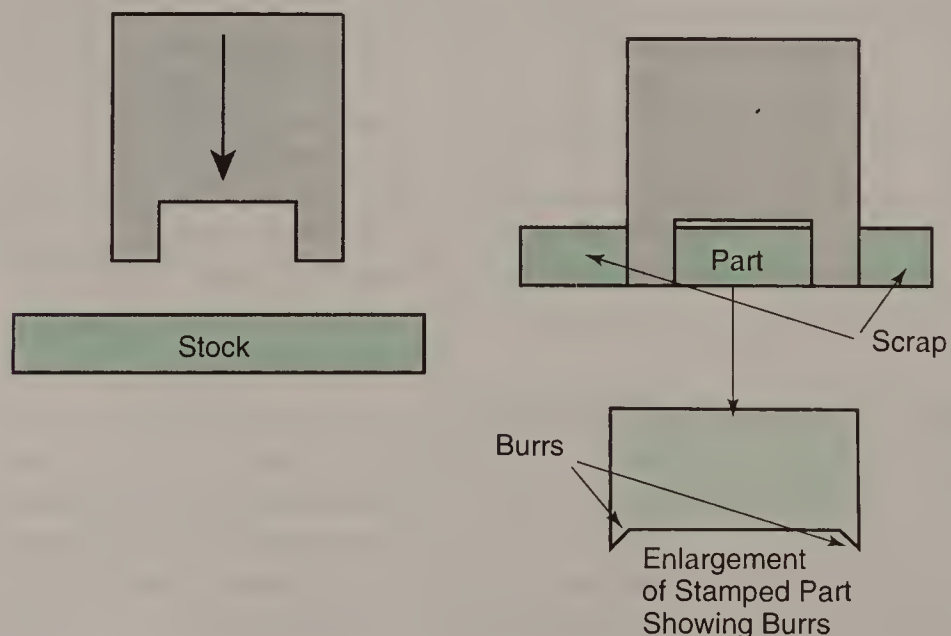 Stock
Part
Scrap
Burrs
Enlargement
of Stamped Part
Showing Burrs